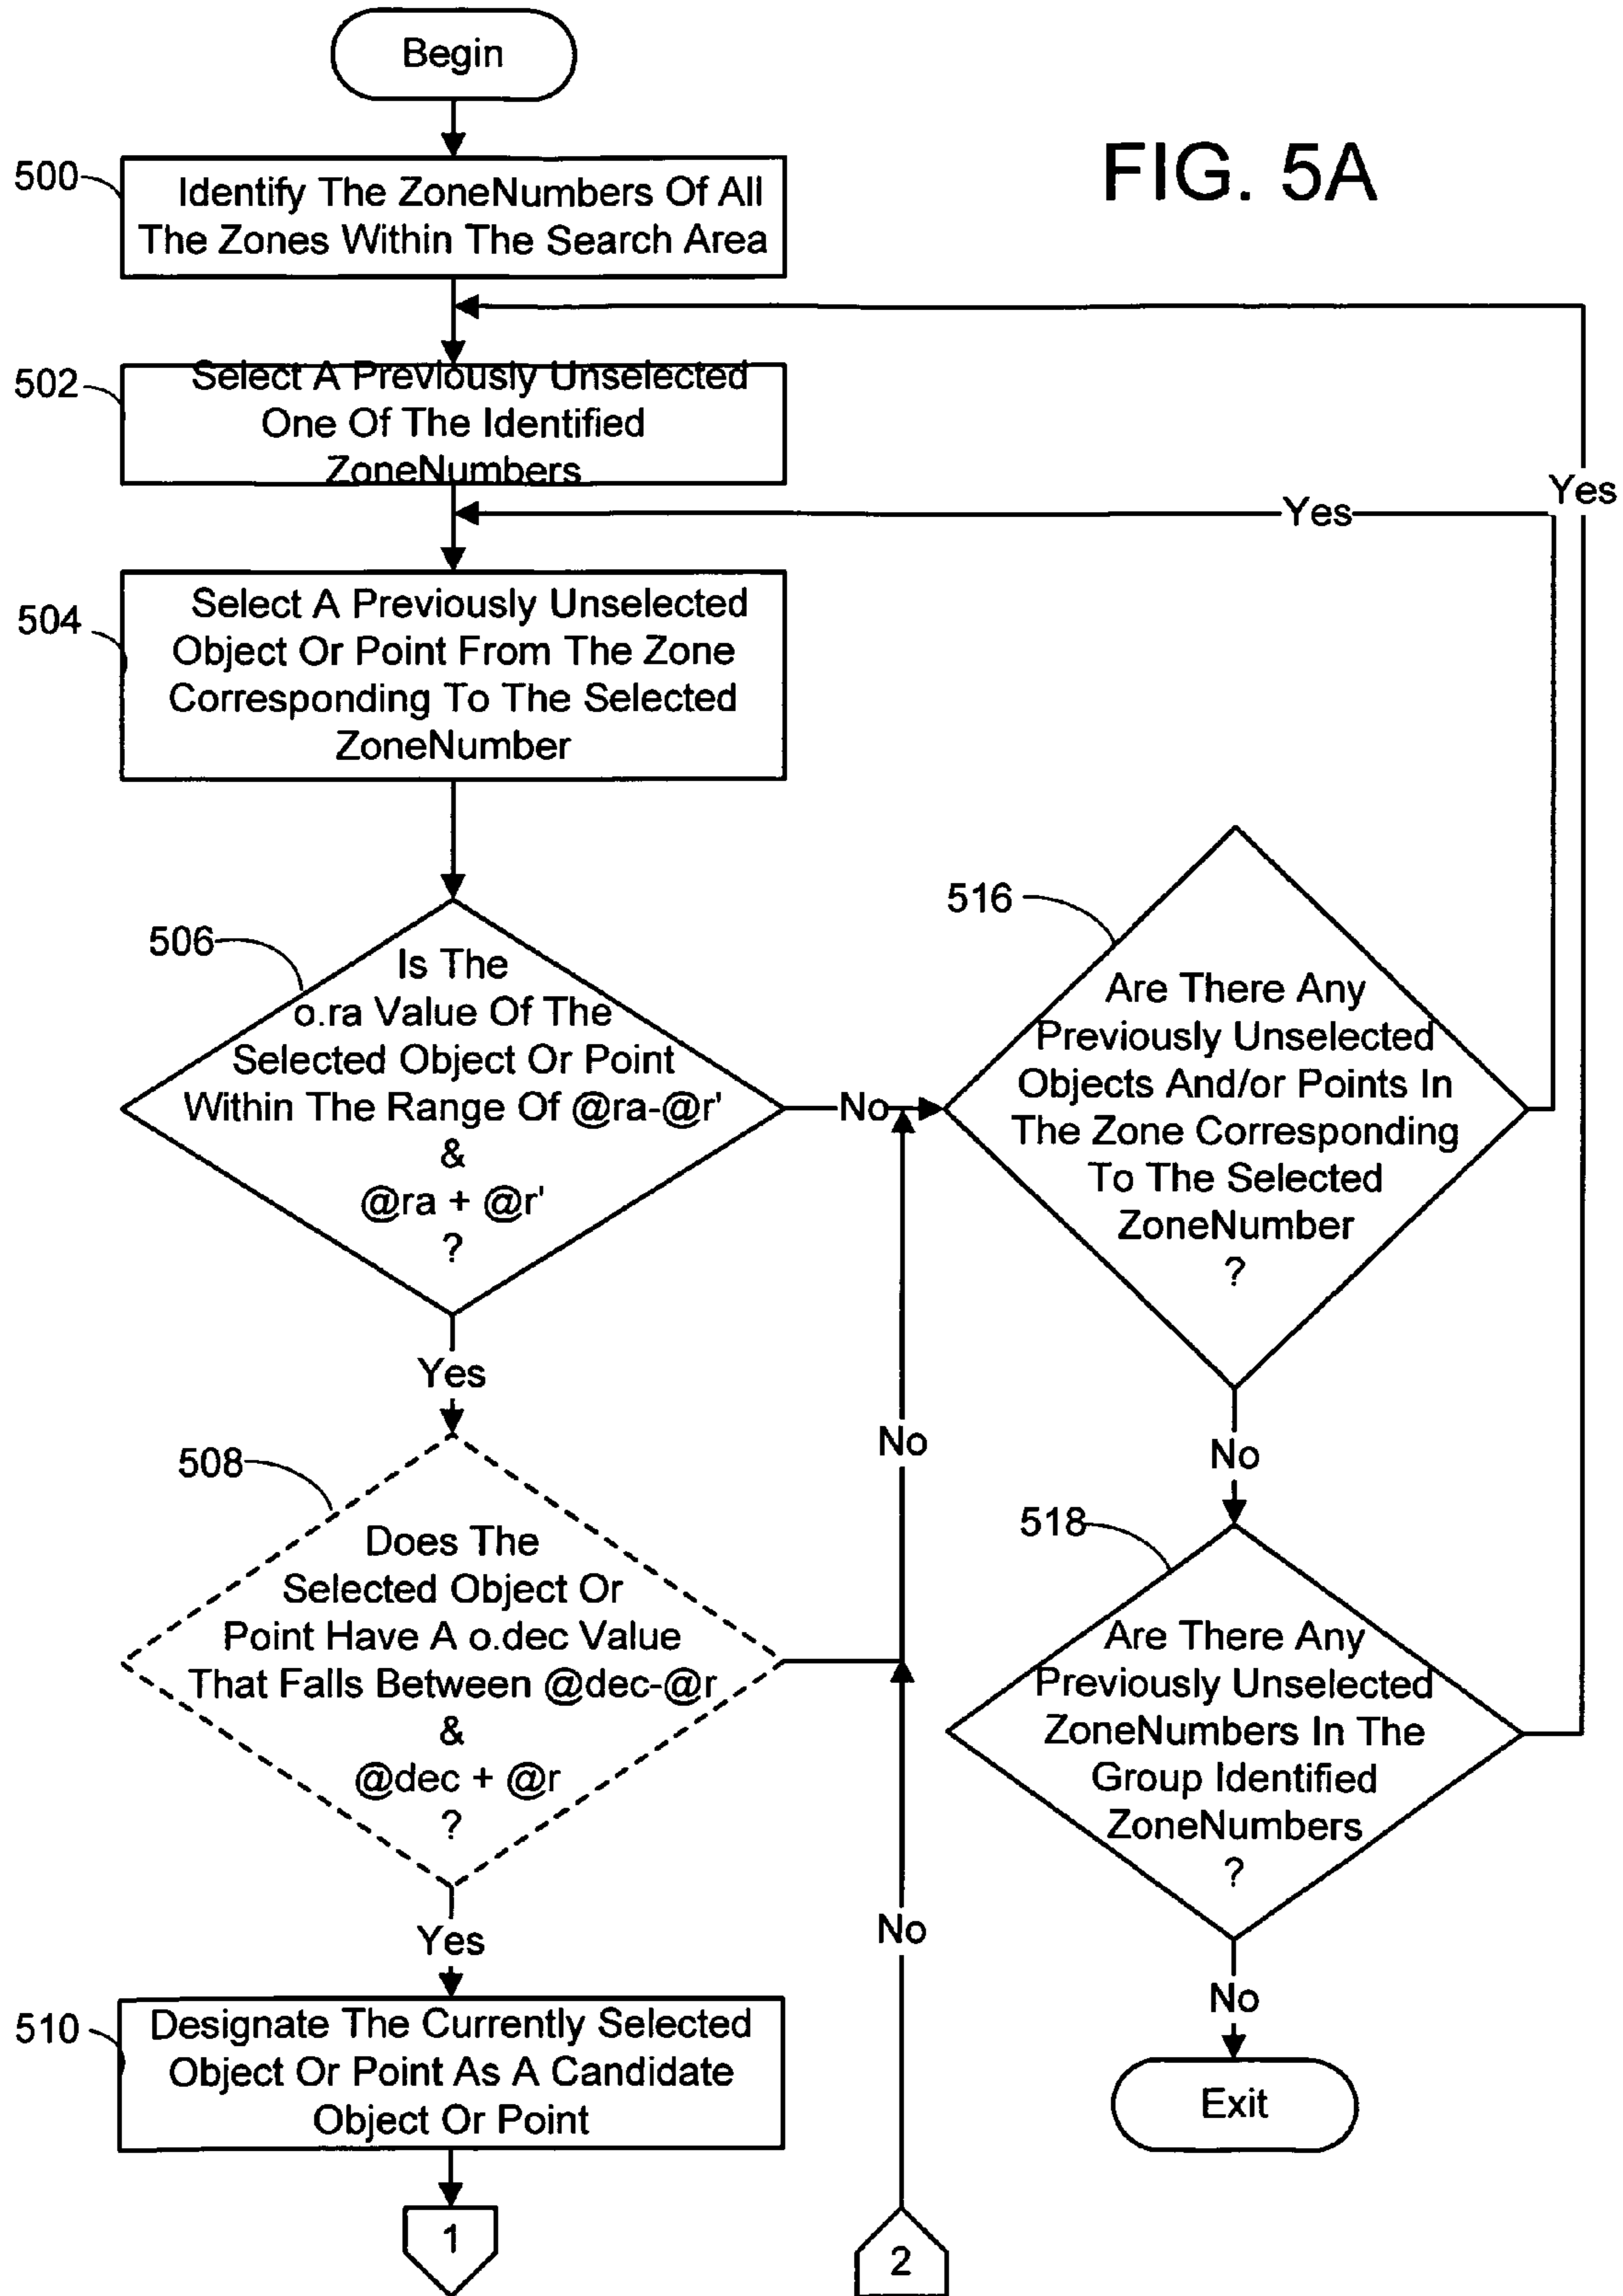 Begin
FIG. 5A
500
Identify The ZoneNumbers Of All
The Zones Within The Search Area
502
Select A Previously Unselected
One Of The Identified
ZoneNumbers
Yes
Yes
504
Select A Previously Unselected
Object Or Point From The Zone
Corresponding To The Selected
ZoneNumber
506
Is The
o.ra Value Of The
Selected Object Or Point
Within The Range Of @ra-@r'
&
@ra + @r'
?
No
516
Are There Any
Previously Unselected
Objects And/or Points In
The Zone Corresponding
To The Selected
ZoneNumber
?
Yes
No
No
508
Does The
Selected Object Or
Point Have A o.dec Value
That Falls Between @dec-@r
&
@dec + @r
?
518
Are There Any
Previously Unselected
ZoneNumbers In The
Group Identified
ZoneNumbers
?
Yes
No
No
510
Designate The Currently Selected
Object Or Point As A Candidate
Object Or Point
Exit
1
2